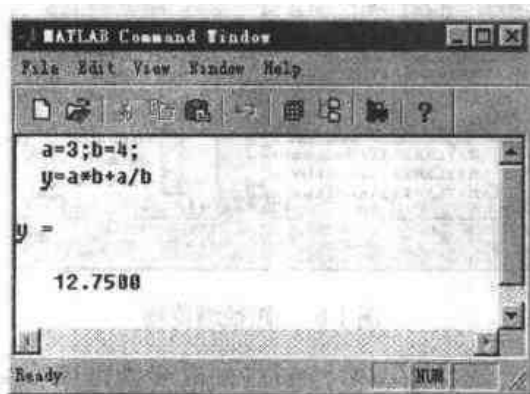 MATLAB Command Window
File Edit View Window Help
a=3;b=4;
y=a*b+a/b
y =
12.7500
Ready
NUM